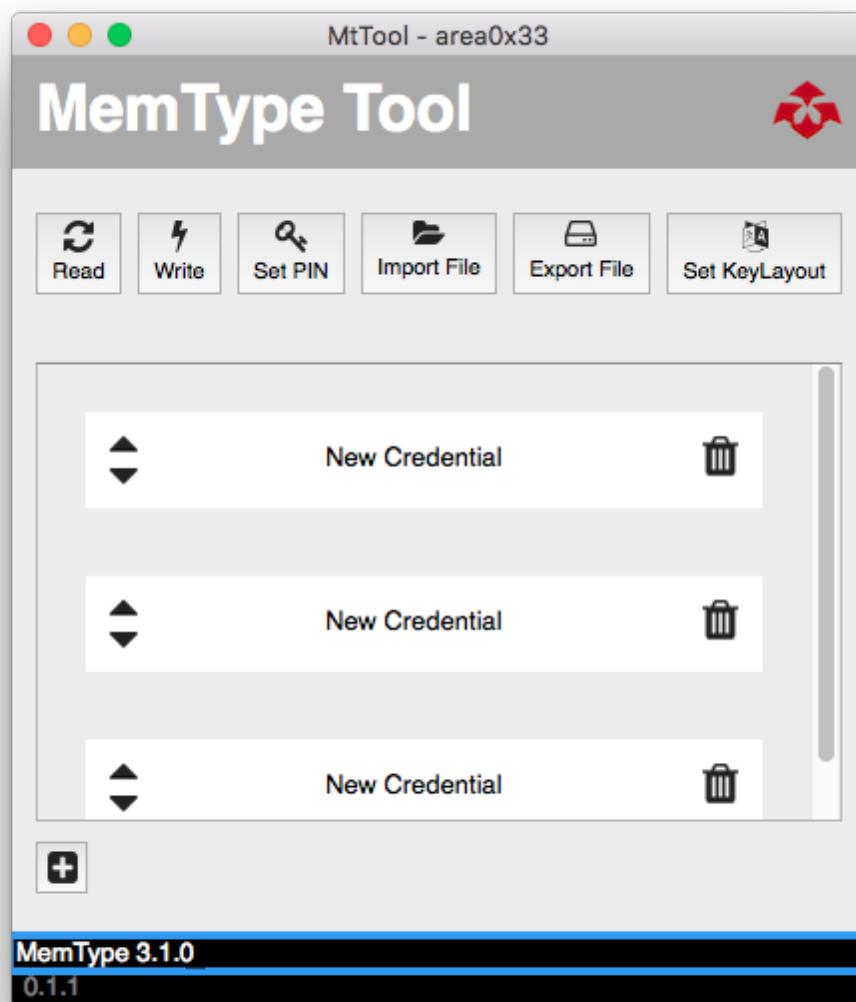 MtTool - area0x33
MemType Tool
Read Write Set PIN Import File Export File Set KeyLayout
New Credential
New Credential
New Credential
MemType 3.1.0_
0.1.1